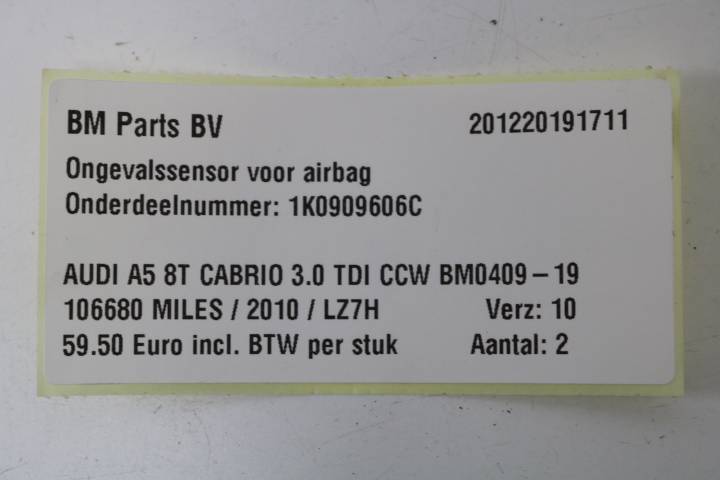 BM Parts BV 201220191711
Ongevalssensor voor airbag
Onderdeelnummer: 1K0909606C
AUDI A5 8T CABRIO 3.0 TDI CCW BM0409 – 19
106680 MILES / 2010 / LZ7H Verz: 10
59.50 Euro incl. BTW per stuk Aantal: 2